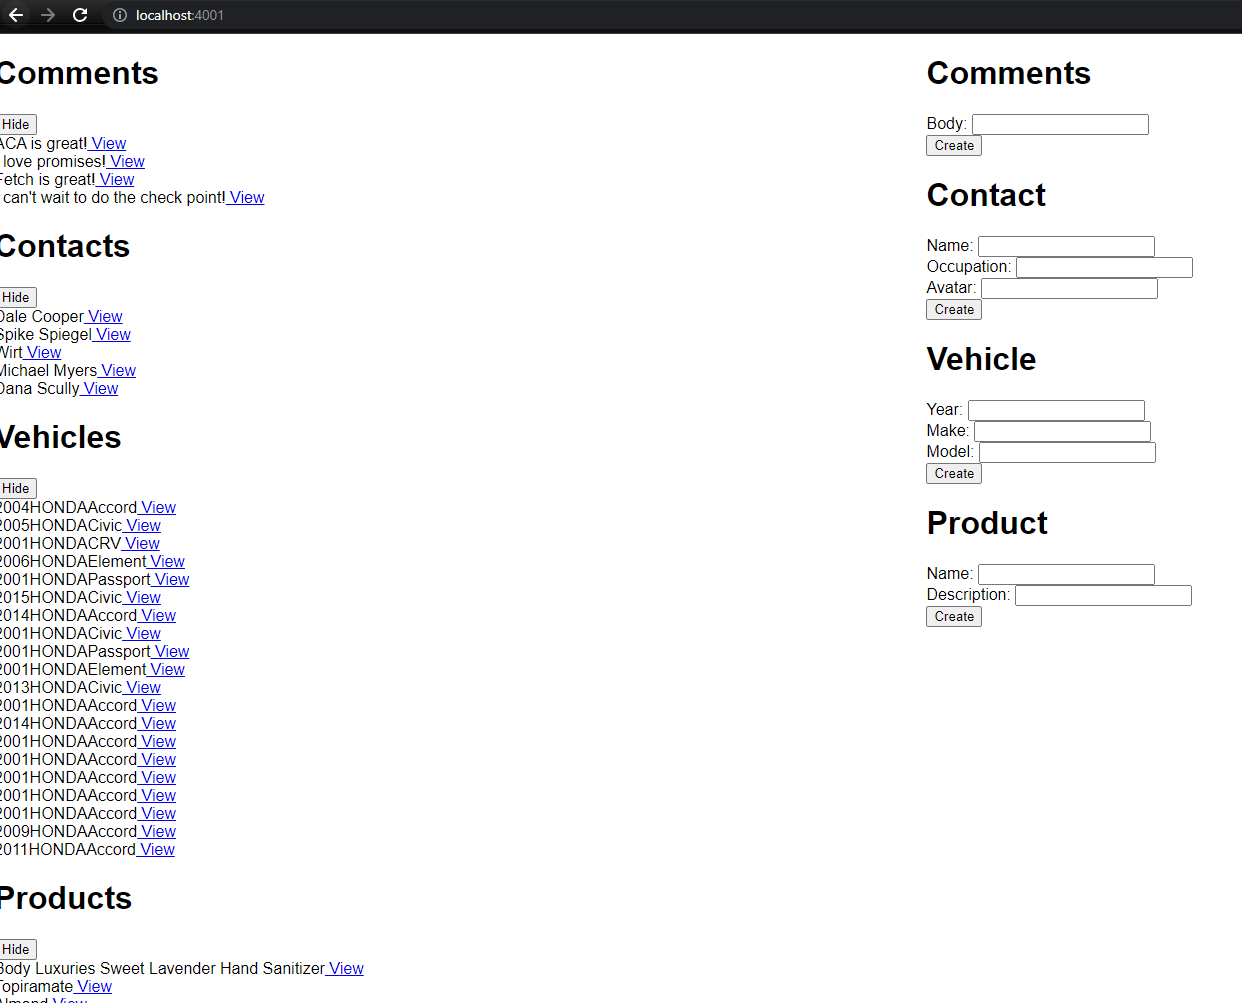 localhost:4001
Comments
Hide
ACA is great! View
love promises! View
Fetch is great! View
can't wait to do the check point! View
Contacts
Hide
Dale Cooper View
Spike Spiegel View
Wirt View
Michael Myers View
Dana Scully View
Vehicles
Hide
2004HONDAAccord View
2005HONDACivic View
2001HONDACRV View
2006HONDAElement View
2001HONDAPassport View
2015HONDACivic View
2014HONDAAccord View
2001HONDACivic View
2001HONDAPassport View
2001HONDAElement View
2013HONDACivic View
2001HONDAAccord View
2014HONDAAccord View
2001HONDAAccord View
2001HONDAAccord View
2001HONDAAccord View
2001HONDAAccord View
2001HONDAAccord View
2009HONDAAccord View
2011HONDAAccord View
Products
Hide
Body Luxuries Sweet Lavender Hand Sanitizer View
Topiramate View
Almond View
Comments
Body:
Create
Contact
Name:
Occupation:
Avatar:
Create
Vehicle
Year:
Make:
Model:
Create
Product
Name:
Description:
Create